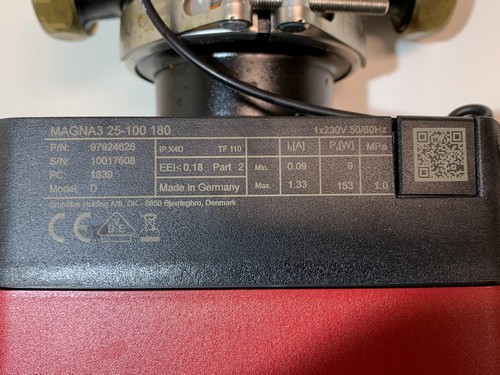 MAGNA3 25-100 180
1x230V 50/60Hz
P/N: 97924626
IP X4D TF 110
I₁[A] P₁[W] MPa
S/N: 10017608
EEI≤0.18 Part 2
Min. 0.09 9
PC: 1839
Model: D
Made in Germany
Max. 1.33 153 1.0
Grundfos Holding A/S, DK - 8850 Bjerringbro, Denmark
CE